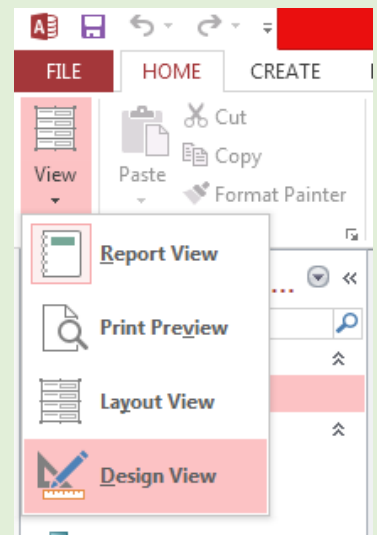 FILE HOME CREATE
View
Paste
Cut
Copy
Format Painter
Report View
Print Preview
Layout View
Design View